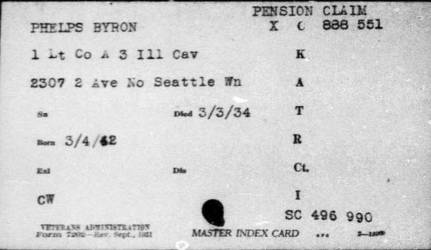 PENSION CLAIM
PHELPS BYRON X C 888 551
1 Lt Co A 3 Ill Cav K
2307 2 Ave No Seattle Wn A
Sn Died 3/3/34 T
Born 3/4/42 R
Enl Dis Ct.
CW I
SC 496 990
VETERANS ADMINISTRATION
Form 7202—Rev. Sept., 1931
MASTER INDEX CARD